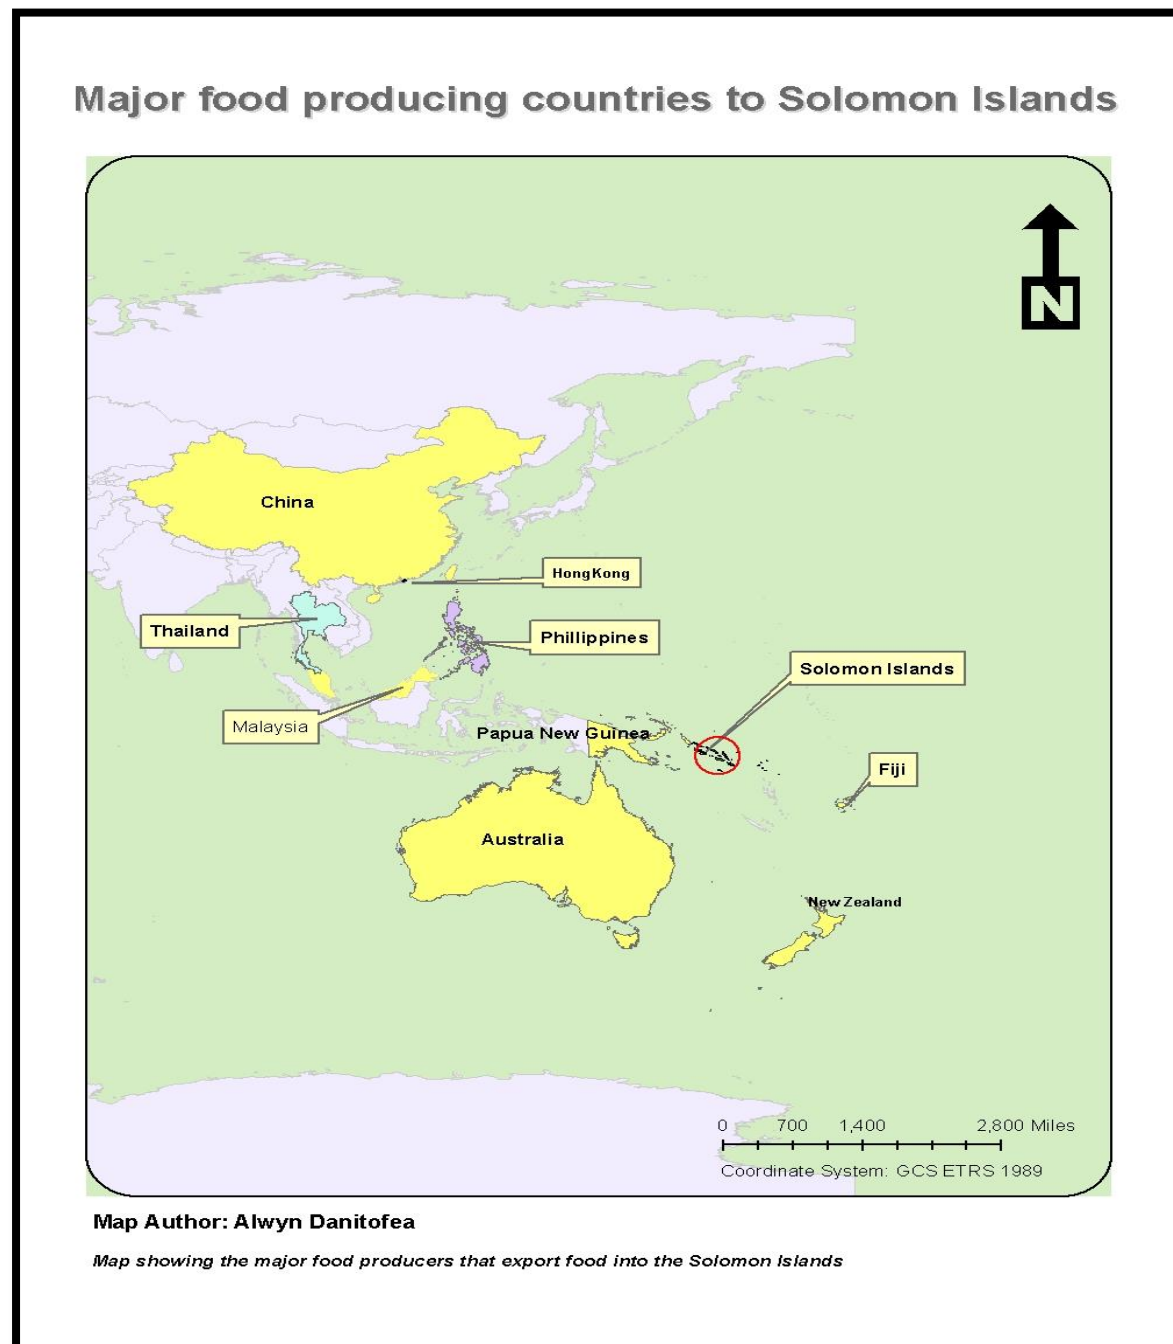 Major food producing countries to Solomon Islands
N
China
HongKong
Thailand
Phillippines
Solomon Islands
Malaysia
Papua New Guinea
Fiji
Australia
New Zealand
0 700 1,400 2,800 Miles
Coordinate System: GCS ETRS 1989
Map Author: Alwyn Danitofea
Map showing the major food producers that export food into the Solomon Islands